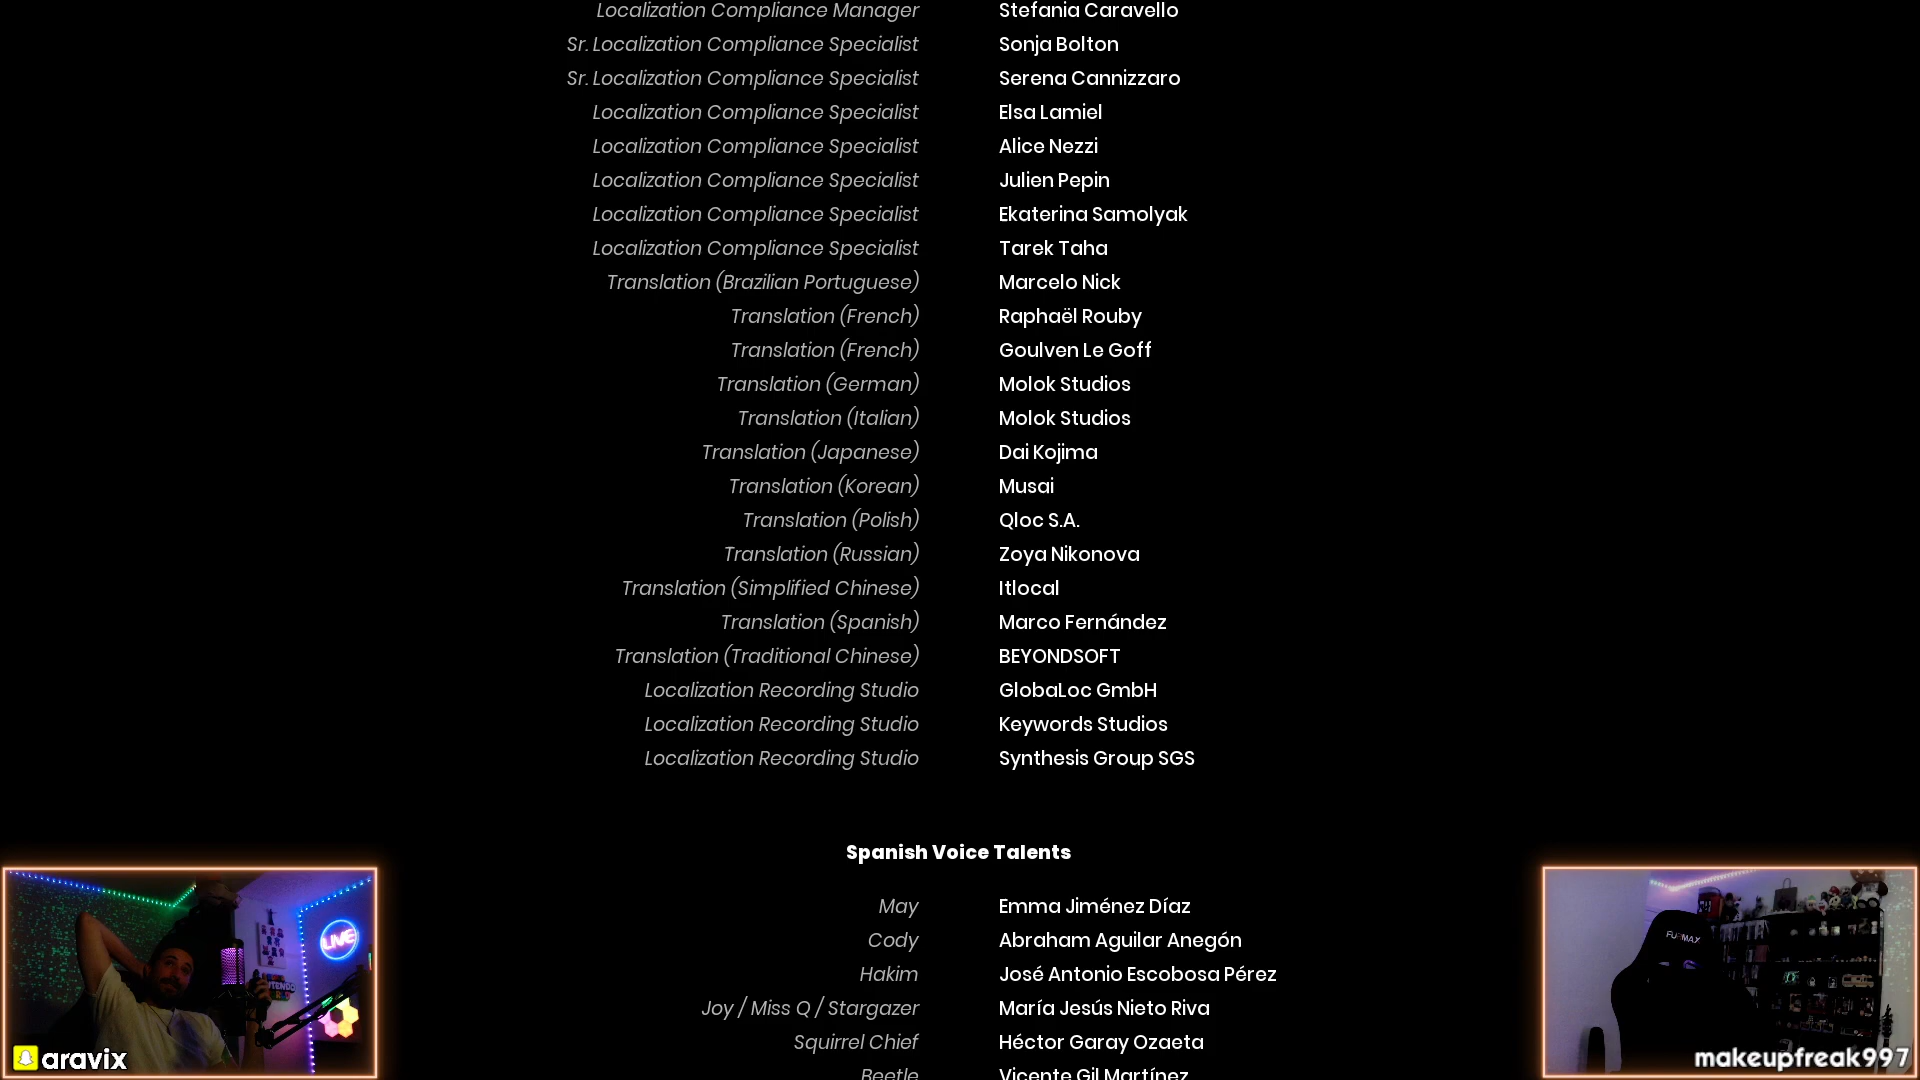 Localization Compliance Manager Stefania Caravello
Sr. Localization Compliance Specialist Sonja Bolton
Sr. Localization Compliance Specialist Serena Cannizzaro
Localization Compliance Specialist Elsa Lamiel
Localization Compliance Specialist Alice Nezzi
Localization Compliance Specialist Julien Pepin
Localization Compliance Specialist Ekaterina Samolyak
Localization Compliance Specialist Tarek Taha
Translation (Brazilian Portuguese) Marcelo Nick
Translation (French) Raphaël Rouby
Translation (French) Goulven Le Goff
Translation (German) Molok Studios
Translation (Italian) Molok Studios
Translation (Japanese) Dai Kojima
Translation (Korean) Musai
Translation (Polish) Qloc S.A.
Translation (Russian) Zoya Nikonova
Translation (Simplified Chinese) Itlocal
Translation (Spanish) Marco Fernández
Translation (Traditional Chinese) BEYONDSOFT
Localization Recording Studio GlobaLoc GmbH
Localization Recording Studio Keywords Studios
Localization Recording Studio Synthesis Group SGS
Spanish Voice Talents
May Emma Jiménez Díaz
Cody Abraham Aguilar Anegón
Hakim José Antonio Escobosa Pérez
Joy / Miss Q / Stargazer María Jesús Nieto Riva
Squirrel Chief Héctor Garay Ozaeta
Beetle Vicente Gil Martínez
LIVE
aravix
FURMAX
makeupfreak997